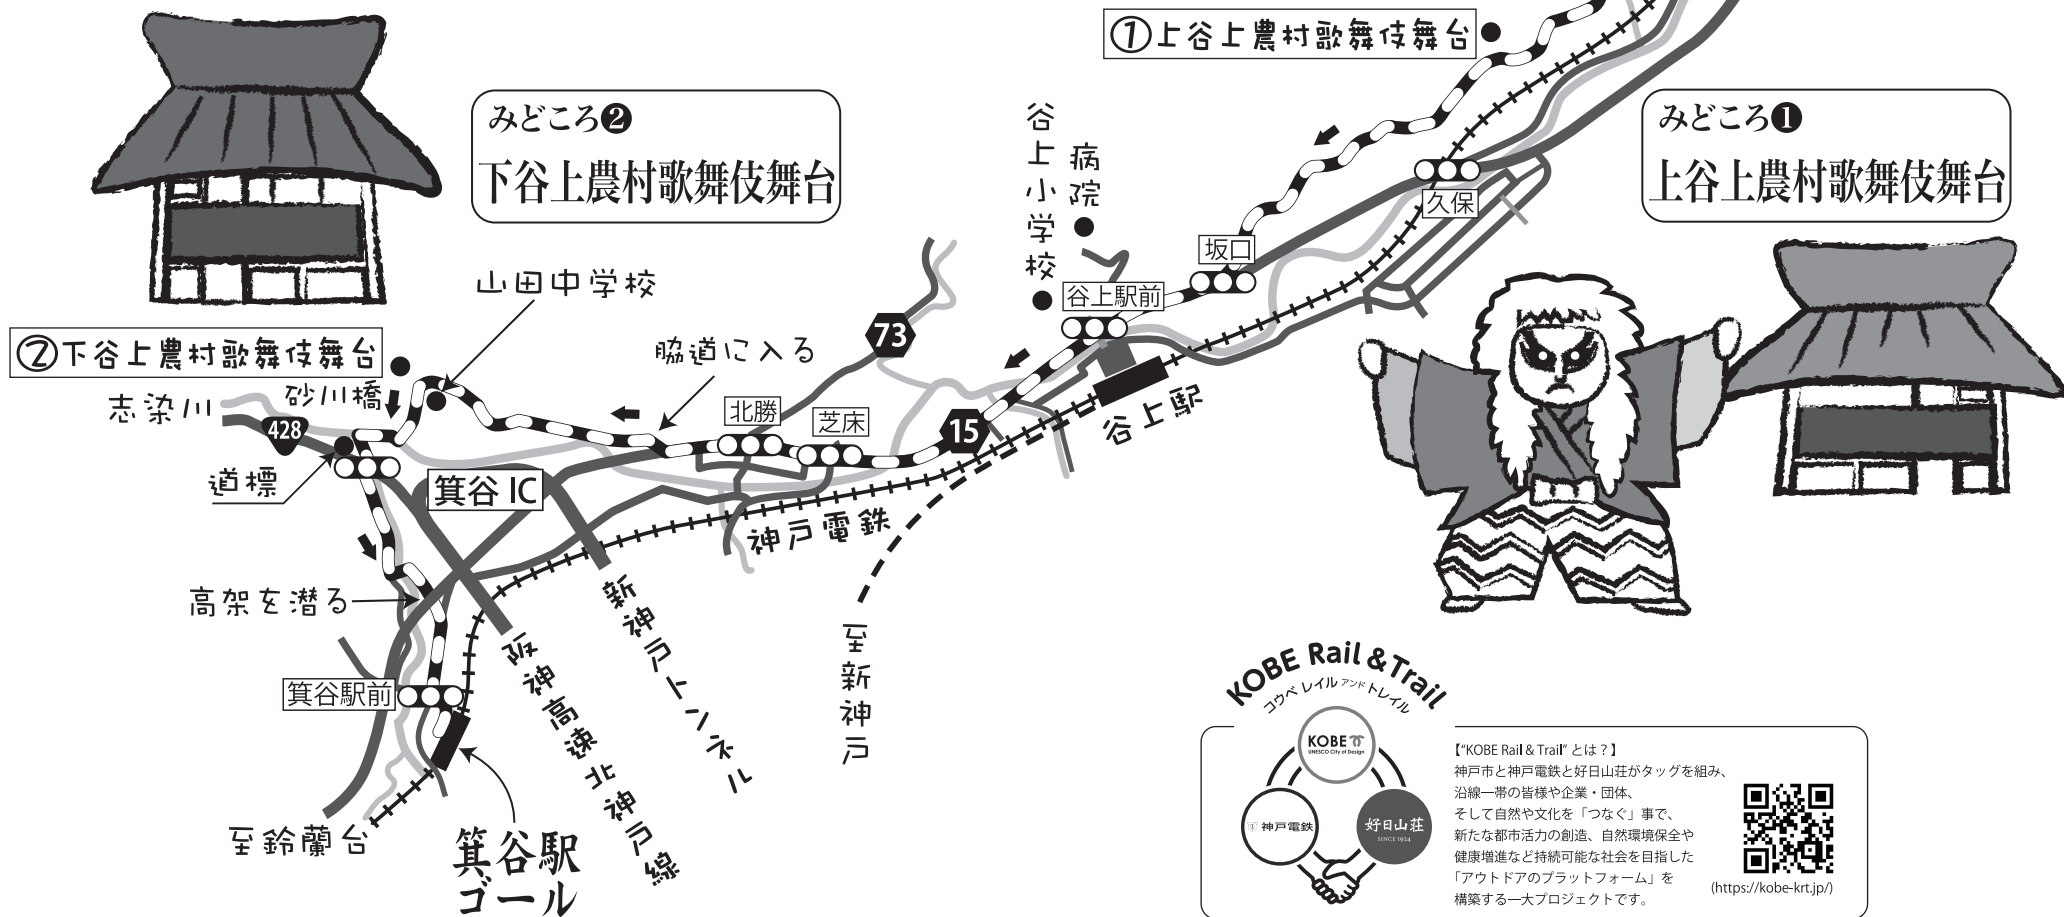 ①上谷上農村歌舞伎舞台
みどころ❷
下谷上農村歌舞伎舞台
みどころ❶
上谷上農村歌舞伎舞台
谷上小学校
病院
久保
坂口
谷上駅前
山田中学校
73
脇道に入る
②下谷上農村歌舞伎舞台
砂川橋
志染川
428
北勝
芝床
15
谷上駅
道標
箕谷 IC
神戸電鉄
高架を潜る
新神戸トンネル
阪神高速北神戸線
至新神戸
箕谷駅前
至鈴蘭台
箕谷駅
ゴール
KOBE Rail & Trail
コウベ レイル アンド トレイル
KOBE
UNESCO City of Design
神戸電鉄
好日山荘
SINCE 1924
【“KOBE Rail & Trail” とは？】
神戸市と神戸電鉄と好日山荘がタッグを組み、
沿線一帯の皆様や企業・団体、
そして自然や文化を「つなぐ」事で、
新たな都市活力の創造、自然環境保全や
健康増進など持続可能な社会を目指した
「アウトドアのプラットフォーム」を
構築する一大プロジェクトです。
(https://kobe-krt.jp/)